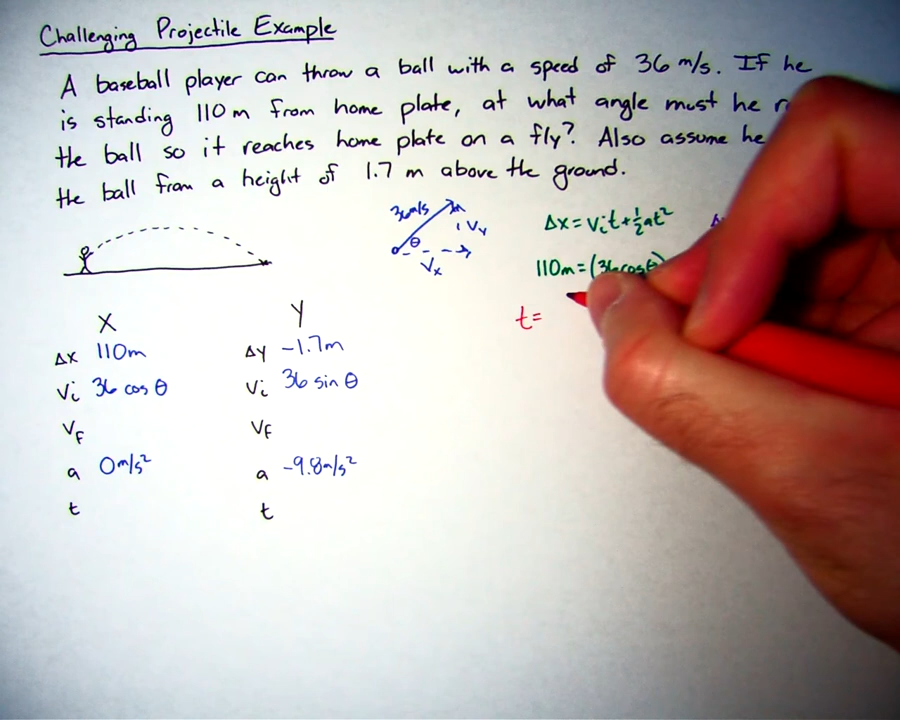 Challenging Projectile Example
A baseball player can throw a ball with a speed of 36 m/s. If he
is standing 110 m from home plate, at what angle must he
the ball so it reaches home plate on a fly? Also assume he
the ball from a height of 1.7 m above the ground.
36m/s
θ
Vy
Vx
Δx = Vit + ½at²
110m = (36 cosθ)
t =
X Y
Δx 110m Δy -1.7m
Vi 36 cos θ Vi 36 sin θ
VF VF
a 0m/s² a -9.8m/s²
t t